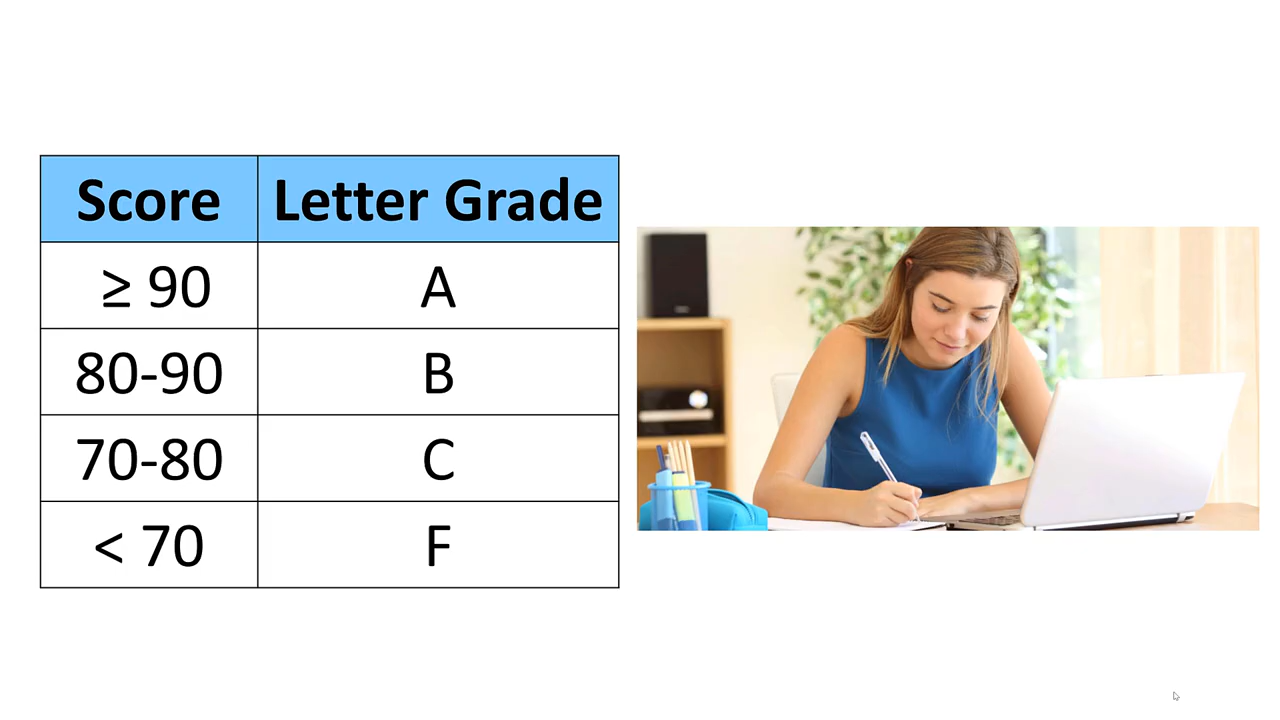 Score Letter Grade
≥ 90 A
80-90 B
70-80 C
< 70 F